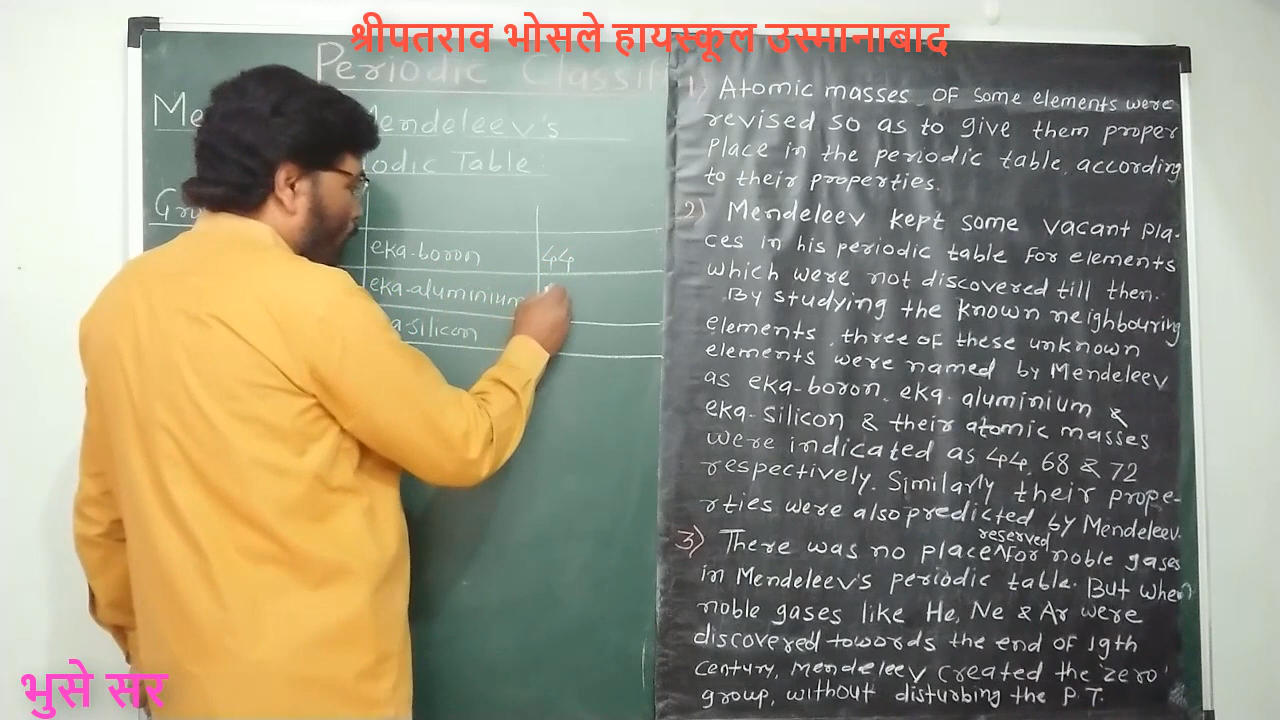 श्रीपतराव भोसले हायस्कूल उस्मानाबाद
Periodic Classif
Me Mendeleev's
iodic Table:
Gro
eka-boron 44
eka-aluminium
a silicon
1) Atomic masses of some elements were
revised so as to give them proper
place in the periodic table, according
to their properties.
2) Mendeleev kept some vacant pla-
ces in his periodic table for elements
which were not discovered till then.
By studying the known neighbouring
elements, three of these unknown
elements were named by Mendeleev
as eka-boron, eka-aluminium &
eka-silicon & their atomic masses
were indicated as 44, 68 & 72
respectively. Similarly their prope-
rties were also predicted by Mendeleev.
3) There was no place reserved for noble gases
in Mendeleev's periodic table. But when
noble gases like He, Ne & Ar were
discovered towords the end of 19th
century, Mendeleev created the 'zero'
group, without disturbing the P.T.
भुसे सर